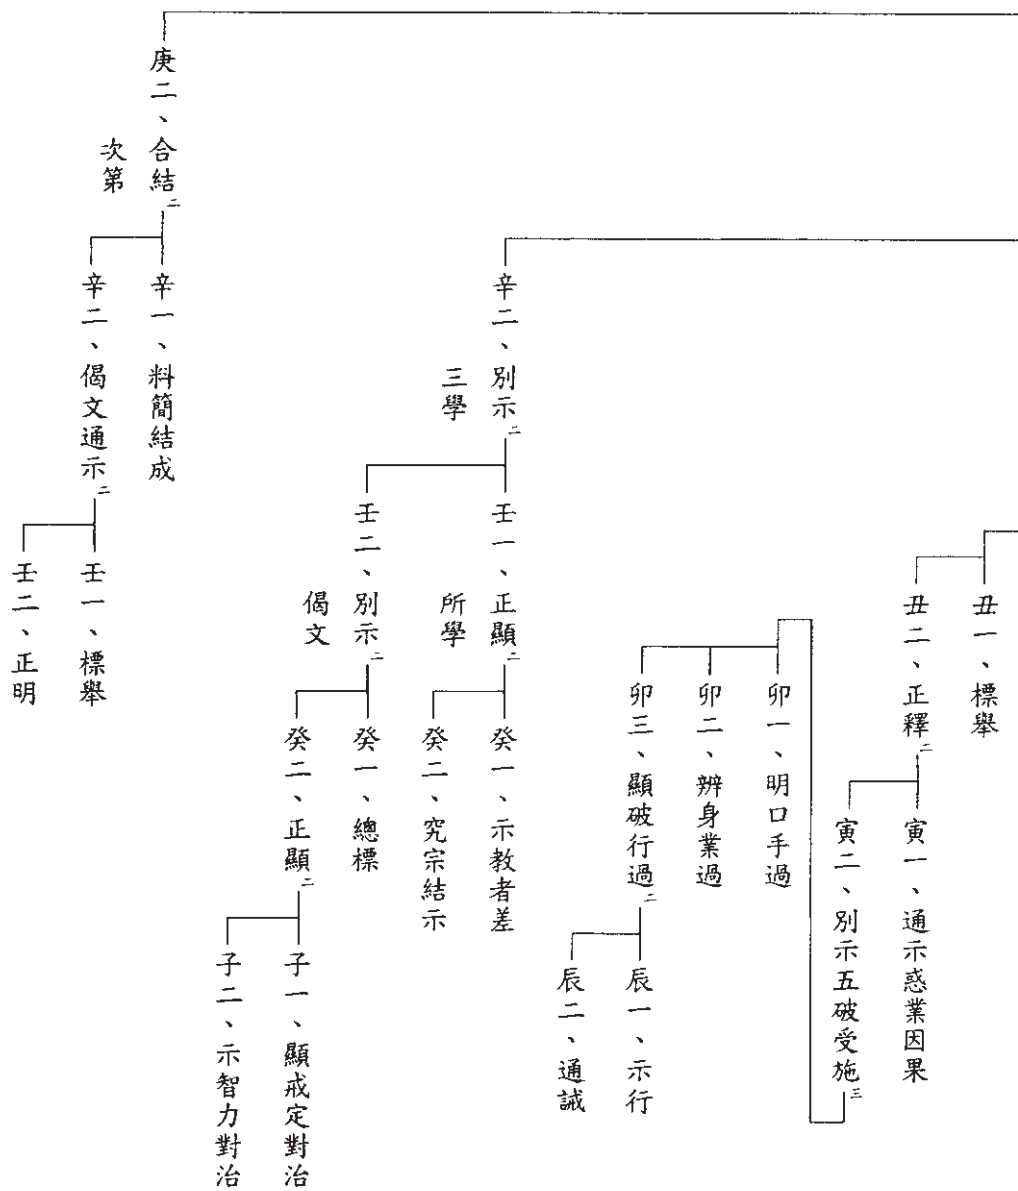 丑一、標舉
丑二、正釋二
寅一、通示惑業因果
寅二、別示五破受施三
卯一、明口手過
卯二、辨身業過
卯三、顯破行過二
辰一、示行
辰二、通誡
辛二、別示三學二
壬一、正顯所學二
癸一、示教者差
癸二、究宗結示
壬二、別示偈文二
癸一、總標
癸二、正顯二
子一、顯戒定對治
子二、示智力對治
庚二、合結次第二
辛一、料簡結成
辛二、偈文通示二
壬一、標舉
壬二、正明